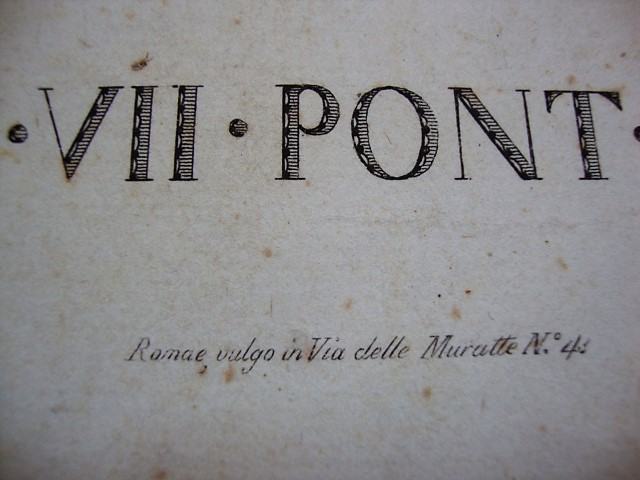 · VII · PONT ·
Romae, vulgo in Via delle Muratte N.º 4: